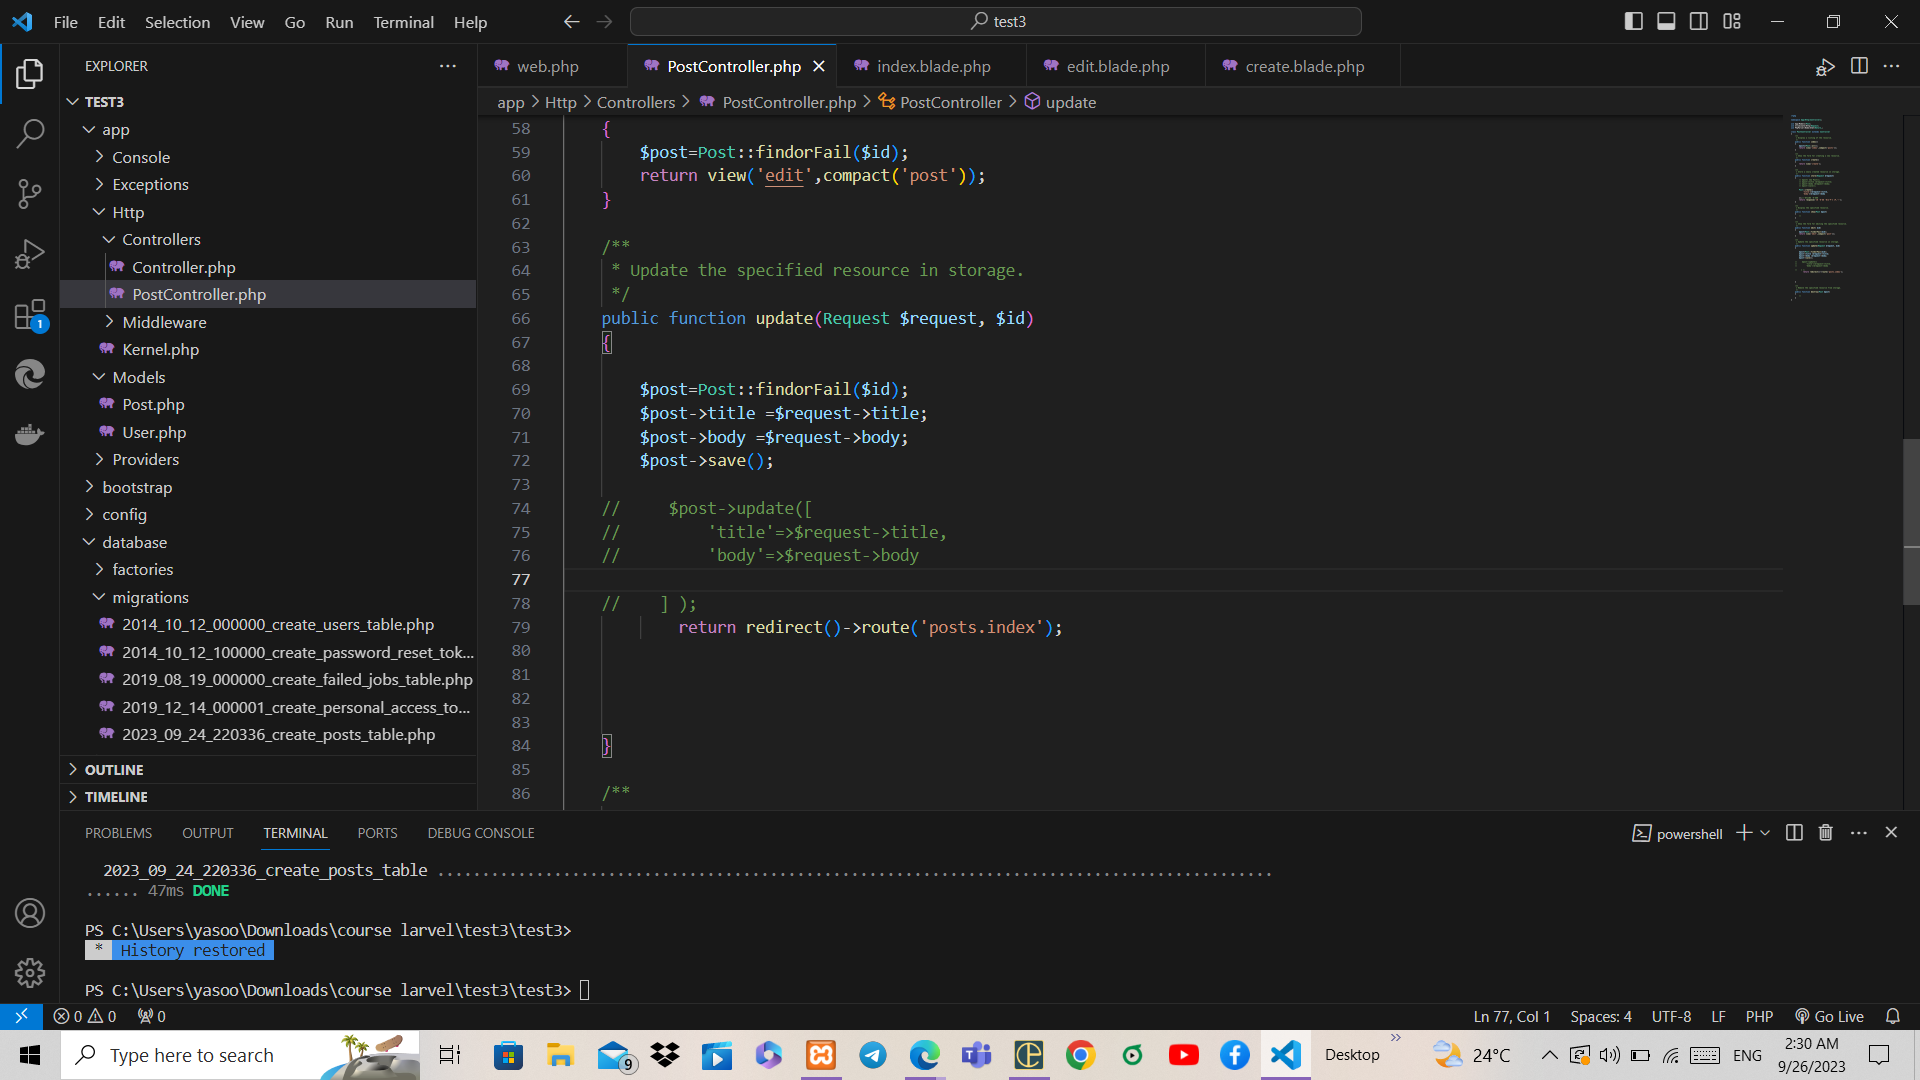 File Edit Selection View Go Run Terminal Help
test3
EXPLORER
TEST3
app
Console
Exceptions
Http
Controllers
Controller.php
PostController.php
Middleware
Kernel.php
Models
Post.php
User.php
Providers
bootstrap
config
database
factories
migrations
2014_10_12_000000_create_users_table.php
2014_10_12_100000_create_password_reset_tok...
2019_08_19_000000_create_failed_jobs_table.php
2019_12_14_000001_create_personal_access_to...
2023_09_24_220336_create_posts_table.php
OUTLINE
TIMELINE
1
web.php PostController.php index.blade.php edit.blade.php create.blade.php
app > Http > Controllers > PostController.php > PostController > update
58 {
59 $post=Post::findorFail($id);
60 return view('edit',compact('post'));
61 }
62
63 /**
64 * Update the specified resource in storage.
65 */
66 public function update(Request $request, $id)
67 {
68
69 $post=Post::findorFail($id);
70 $post->title =$request->title;
71 $post->body =$request->body;
72 $post->save();
73
74 // $post->update([
75 // 'title'=>$request->title,
76 // 'body'=>$request->body
77
78 // ] );
79 return redirect()->route('posts.index');
80
81
82
83
84 }
85
86 /**
PROBLEMS OUTPUT TERMINAL PORTS DEBUG CONSOLE
powershell
2023_09_24_220336_create_posts_table ............................................................................................
...... 47ms DONE
PS C:\Users\yasoo\Downloads\course larvel\test3\test3>
* History restored
PS C:\Users\yasoo\Downloads\course larvel\test3\test3>
0 0 0
Ln 77, Col 1 Spaces: 4 UTF-8 LF PHP Go Live
Type here to search
9
Desktop
24°C
ENG
2:30 AM
9/26/2023